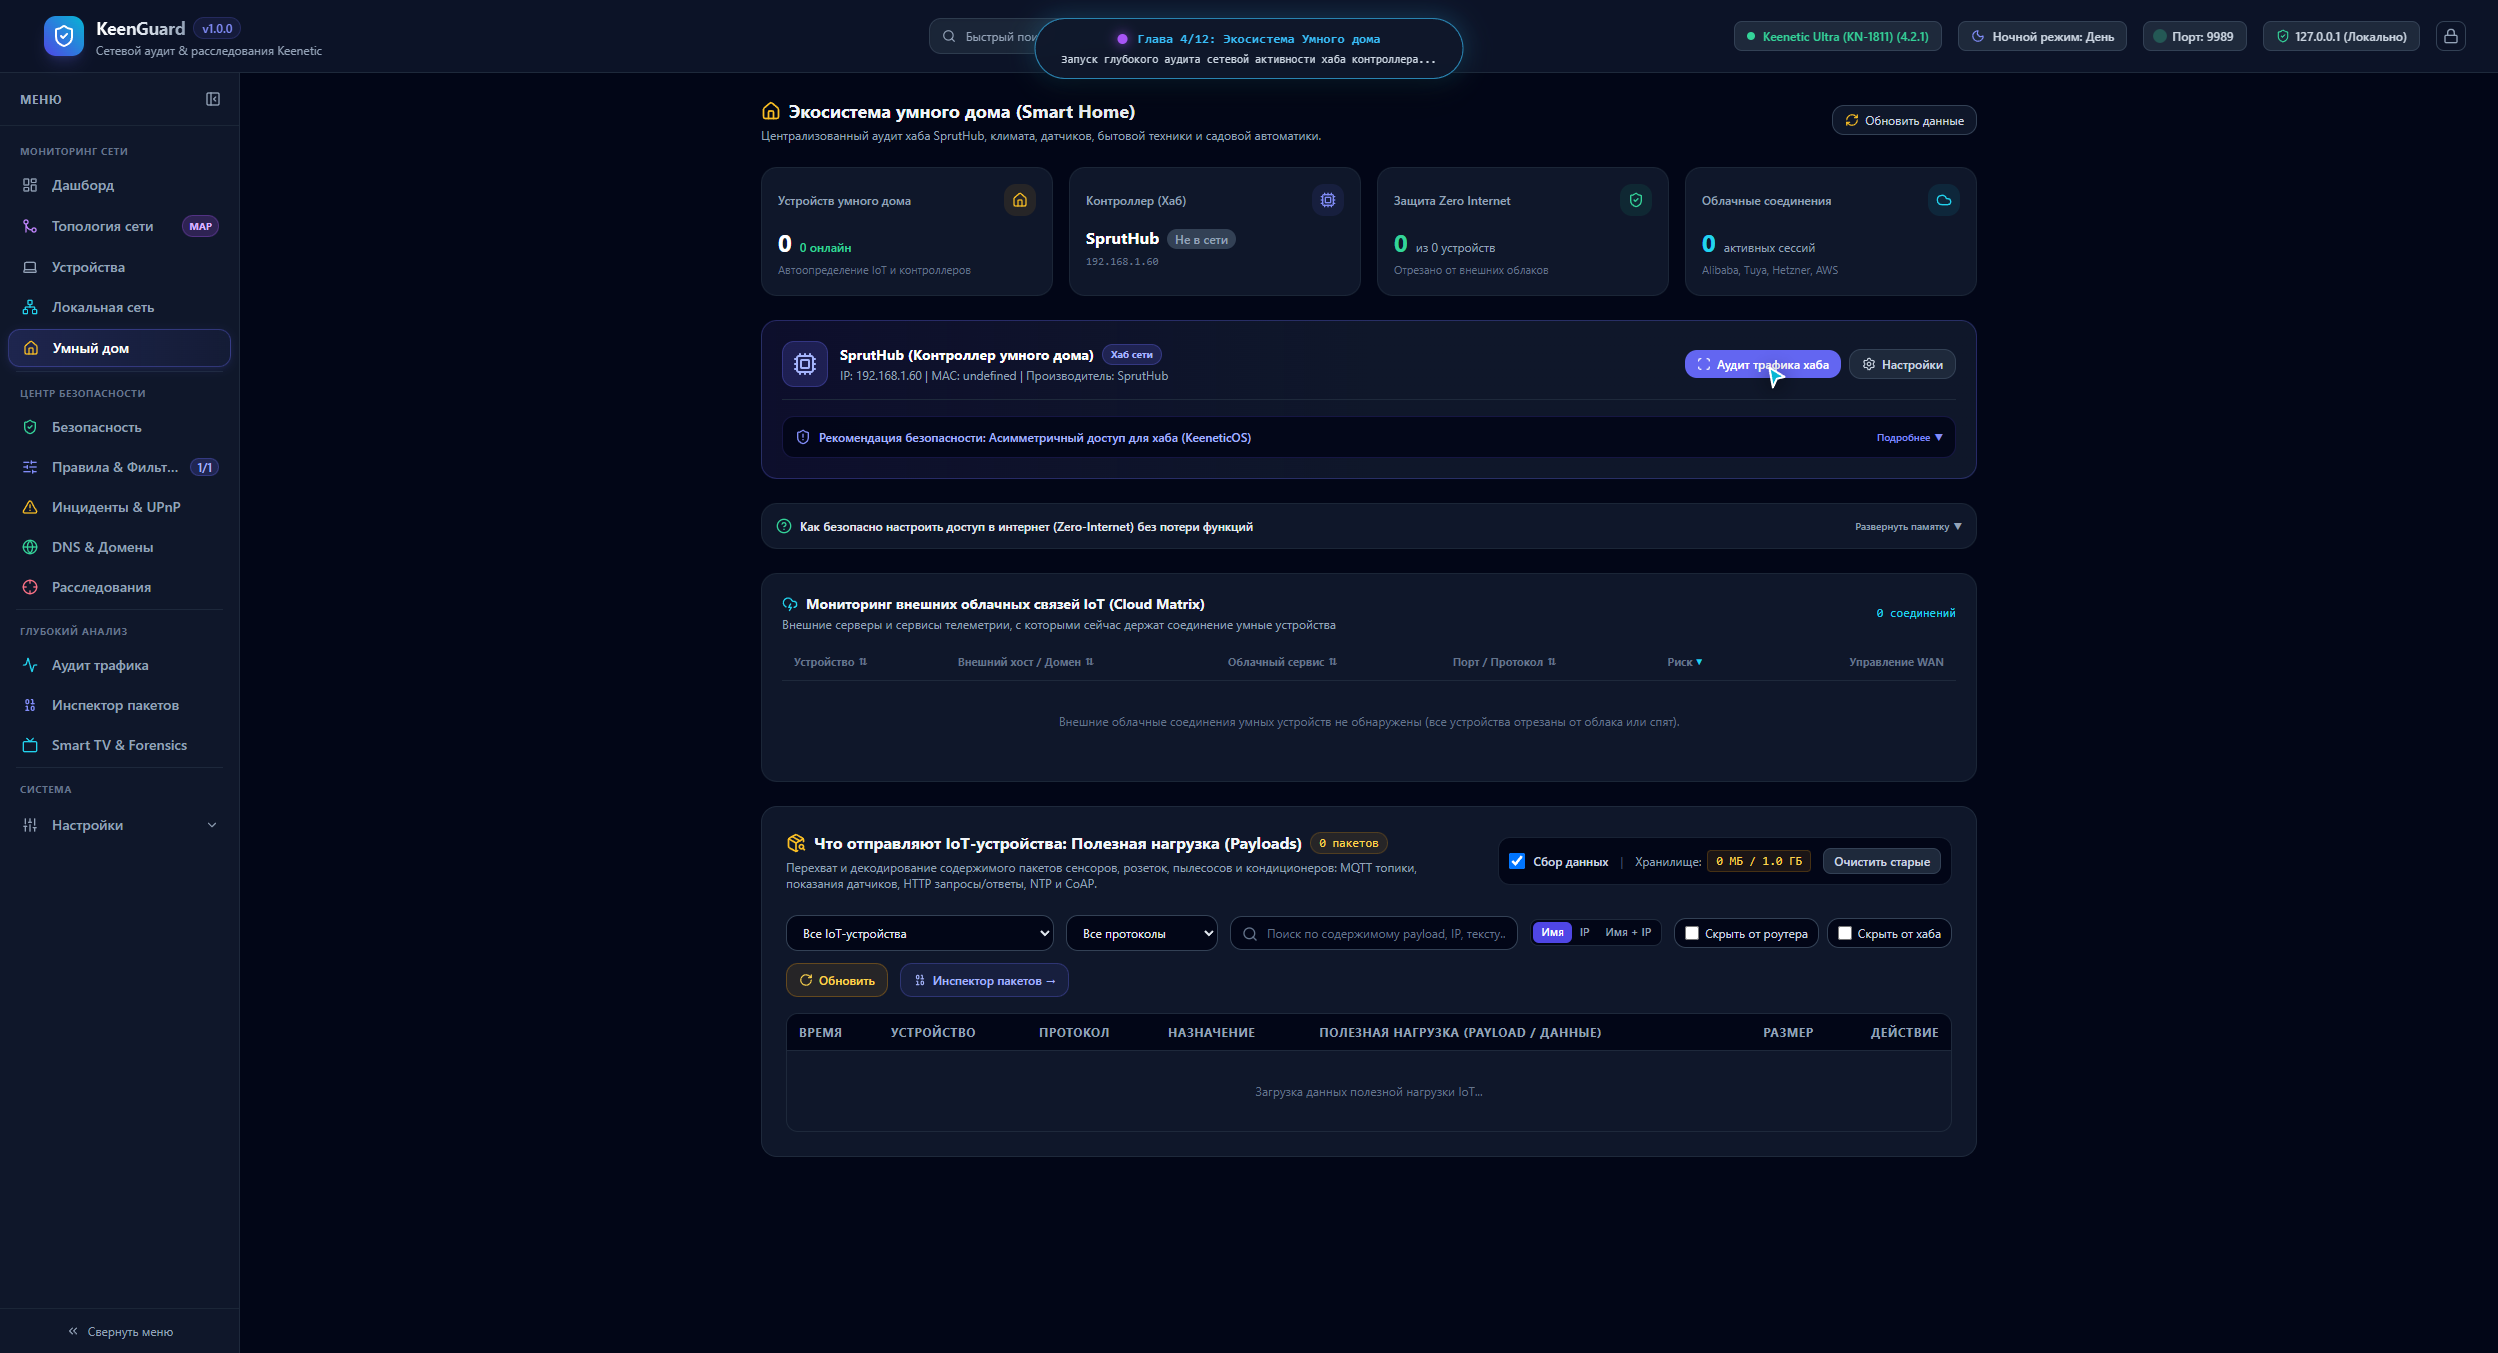 KeenGuard v1.0.0
Сетевой аудит & расследования Keenetic
Быстрый пои
Глава 4/12: Экосистема Умного дома
Запуск глубокого аудита сетевой активности хаба контроллера...
Keenetic Ultra (KN-1811) (4.2.1)
Ночной режим: День
Порт: 9989
127.0.0.1 (Локально)
МЕНЮ
МОНИТОРИНГ СЕТИ
Дашборд
Топология сети MAP
Устройства
Локальная сеть
Умный дом
ЦЕНТР БЕЗОПАСНОСТИ
Безопасность
Правила & Фильт... 1/1
Инциденты & UPnP
DNS & Домены
Расследования
ГЛУБОКИЙ АНАЛИЗ
Аудит трафика
Инспектор пакетов
Smart TV & Forensics
СИСТЕМА
Настройки
Свернуть меню
Экосистема умного дома (Smart Home)
Централизованный аудит хаба SprutHub, климата, датчиков, бытовой техники и садовой автоматики.
Обновить данные
Устройств умного дома
0 0 онлайн
Автоопределение IoT и контроллеров
Контроллер (Хаб)
SprutHub Не в сети
192.168.1.60
Защита Zero Internet
0 из 0 устройств
Отрезано от внешних облаков
Облачные соединения
0 активных сессий
Alibaba, Tuya, Hetzner, AWS
SprutHub (Контроллер умного дома) Хаб сети
IP: 192.168.1.60 | MAC: undefined | Производитель: SprutHub
Аудит трафика хаба
Настройки
Рекомендация безопасности: Асимметричный доступ для хаба (KeeneticOS)
Подробнее ▼
Как безопасно настроить доступ в интернет (Zero-Internet) без потери функций
Развернуть памятку ▼
Мониторинг внешних облачных связей IoT (Cloud Matrix)
Внешние серверы и сервисы телеметрии, с которыми сейчас держат соединение умные устройства
0 соединений
Устройство ⇅ Внешний хост / Домен ⇅ Облачный сервис ⇅ Порт / Протокол ⇅ Риск ▼ Управление WAN
Внешние облачные соединения умных устройств не обнаружены (все устройства отрезаны от облака или спят).
Что отправляют IoT-устройства: Полезная нагрузка (Payloads) 0 пакетов
Перехват и декодирование содержимого пакетов сенсоров, розеток, пылесосов и кондиционеров: MQTT топики,
показания датчиков, HTTP запросы/ответы, NTP и CoAP.
Сбор данных | Хранилище: 0 МБ / 1.0 ГБ Очистить старые
Все IoT-устройства
Все протоколы
Поиск по содержимому payload, IP, тексту..
Имя IP Имя + IP
Скрыть от роутера
Скрыть от хаба
Обновить
Инспектор пакетов →
ВРЕМЯ УСТРОЙСТВО ПРОТОКОЛ НАЗНАЧЕНИЕ ПОЛЕЗНАЯ НАГРУЗКА (PAYLOAD / ДАННЫЕ) РАЗМЕР ДЕЙСТВИЕ
Загрузка данных полезной нагрузки IoT...